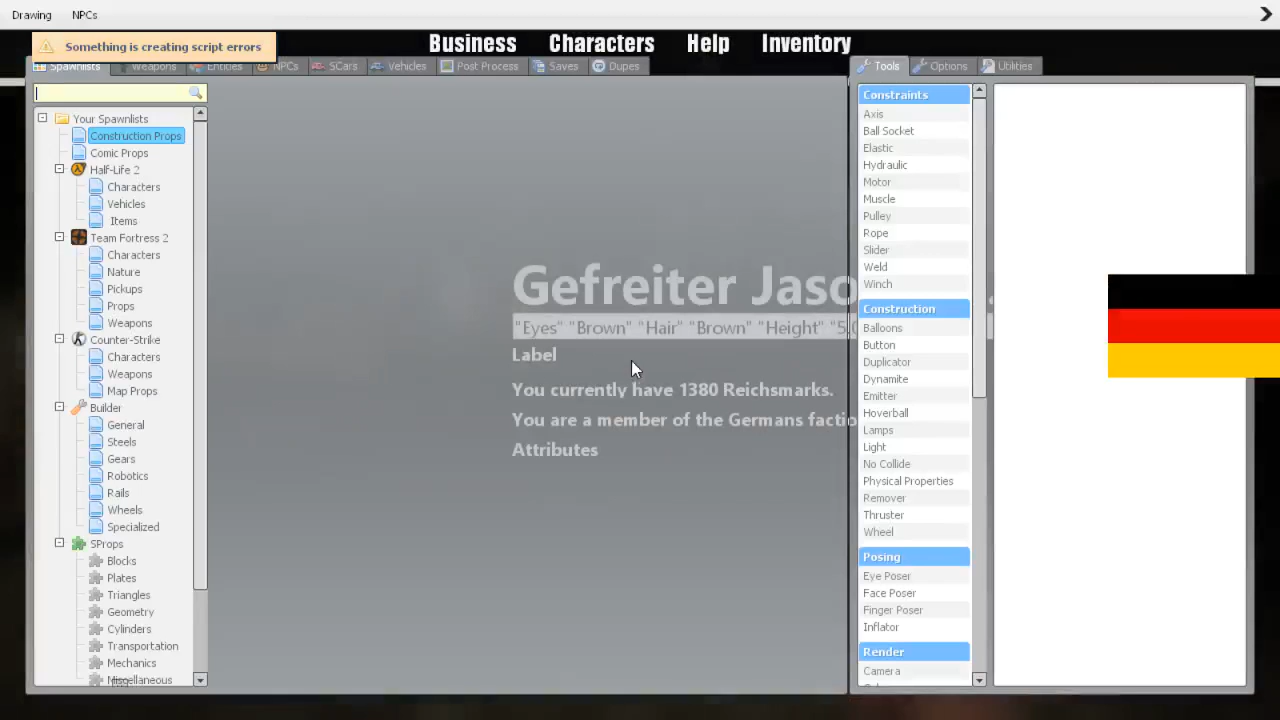 Drawing NPCs
Something is creating script errors
Business Characters Help Inventory
Spawnlists Weapons Entities NPCs SCars Vehicles Post Process Saves Dupes
Tools Options Utilities
Your Spawnlists
Construction Props
Comic Props
Half-Life 2
Characters
Vehicles
Items
Team Fortress 2
Characters
Nature
Pickups
Props
Weapons
Counter-Strike
Characters
Weapons
Map Props
Builder
General
Steels
Gears
Robotics
Rails
Wheels
Specialized
SProps
Blocks
Plates
Triangles
Geometry
Cylinders
Transportation
Mechanics
Miscellaneous
Gefreiter Jaso
"Eyes" "Brown" "Hair" "Brown" "Height" "5.
Label
You currently have 1380 Reichsmarks.
You are a member of the Germans factio
Attributes
Constraints
Axis
Ball Socket
Elastic
Hydraulic
Motor
Muscle
Pulley
Rope
Slider
Weld
Winch
Construction
Balloons
Button
Duplicator
Dynamite
Emitter
Hoverball
Lamps
Light
No Collide
Physical Properties
Remover
Thruster
Wheel
Posing
Eye Poser
Face Poser
Finger Poser
Inflator
Render
Camera